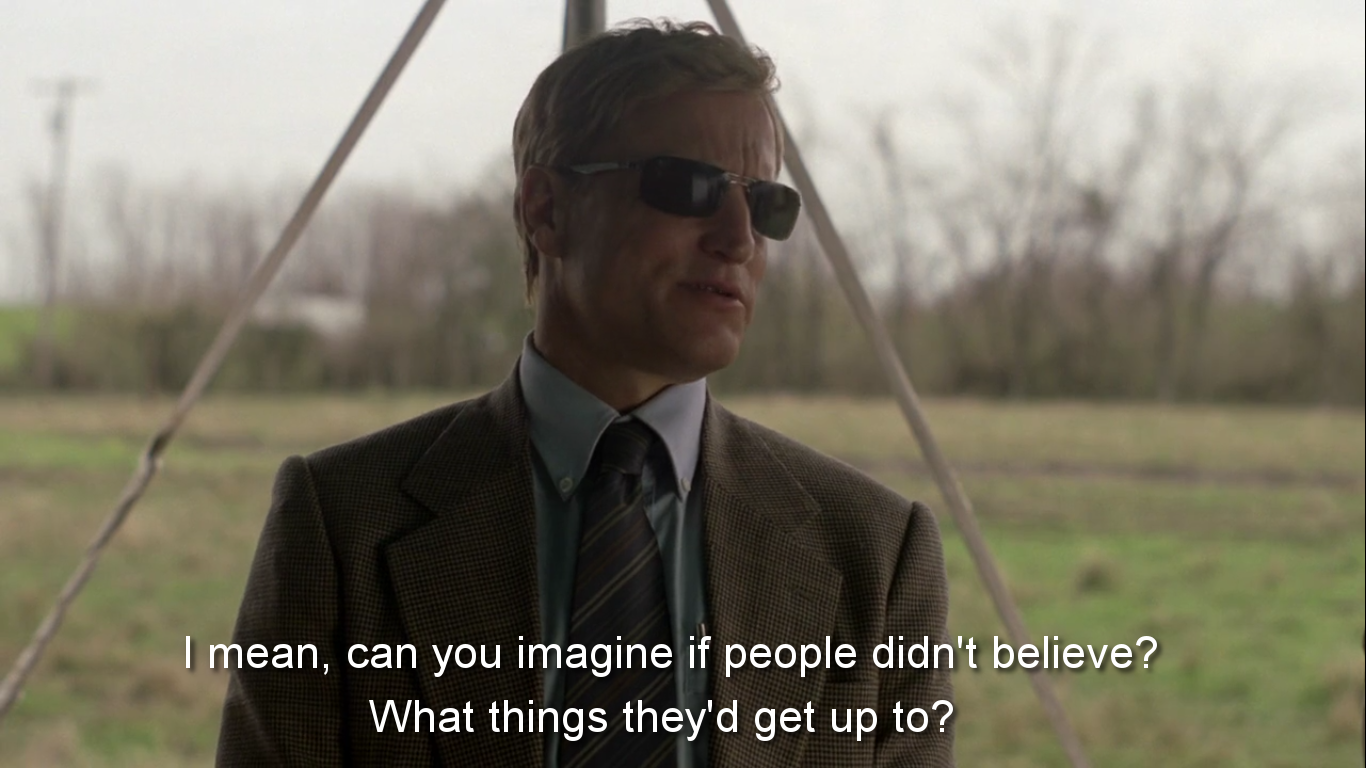 I mean, can you imagine if people didn't believe?
What things they'd get up to?